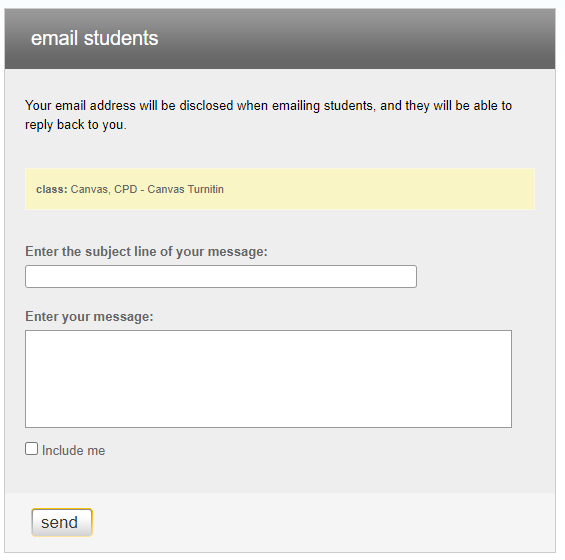 email students
Your email address will be disclosed when emailing students, and they will be able to
reply back to you.
class: Canvas, CPD - Canvas Turnitin
Enter the subject line of your message:
Enter your message:
Include me
send